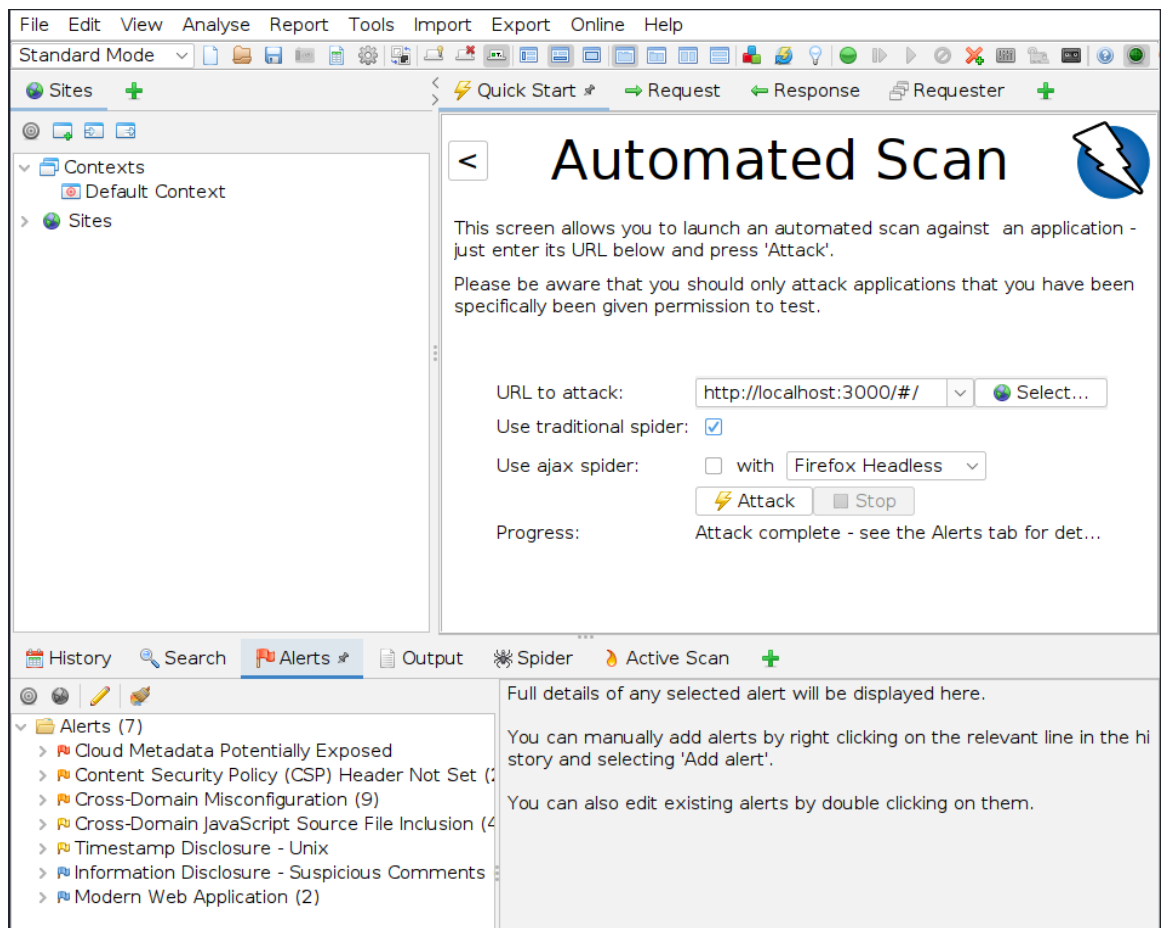 File Edit View Analyse Report Tools Import Export Online Help
Standard Mode
Sites
Quick Start Request Response Requester
Contexts
Default Context
Sites
< Automated Scan
This screen allows you to launch an automated scan against  an application -
just enter its URL below and press 'Attack'.
Please be aware that you should only attack applications that you have been
specifically been given permission to test.
URL to attack: http://localhost:3000/#/ Select...
Use traditional spider:
Use ajax spider: with Firefox Headless
Attack Stop
Progress: Attack complete - see the Alerts tab for det...
History Search Alerts Output Spider Active Scan
Alerts (7)
Cloud Metadata Potentially Exposed
Content Security Policy (CSP) Header Not Set (
Cross-Domain Misconfiguration (9)
Cross-Domain JavaScript Source File Inclusion (4
Timestamp Disclosure - Unix
Information Disclosure - Suspicious Comments
Modern Web Application (2)
Full details of any selected alert will be displayed here.
You can manually add alerts by right clicking on the relevant line in the hi
story and selecting 'Add alert'.
You can also edit existing alerts by double clicking on them.